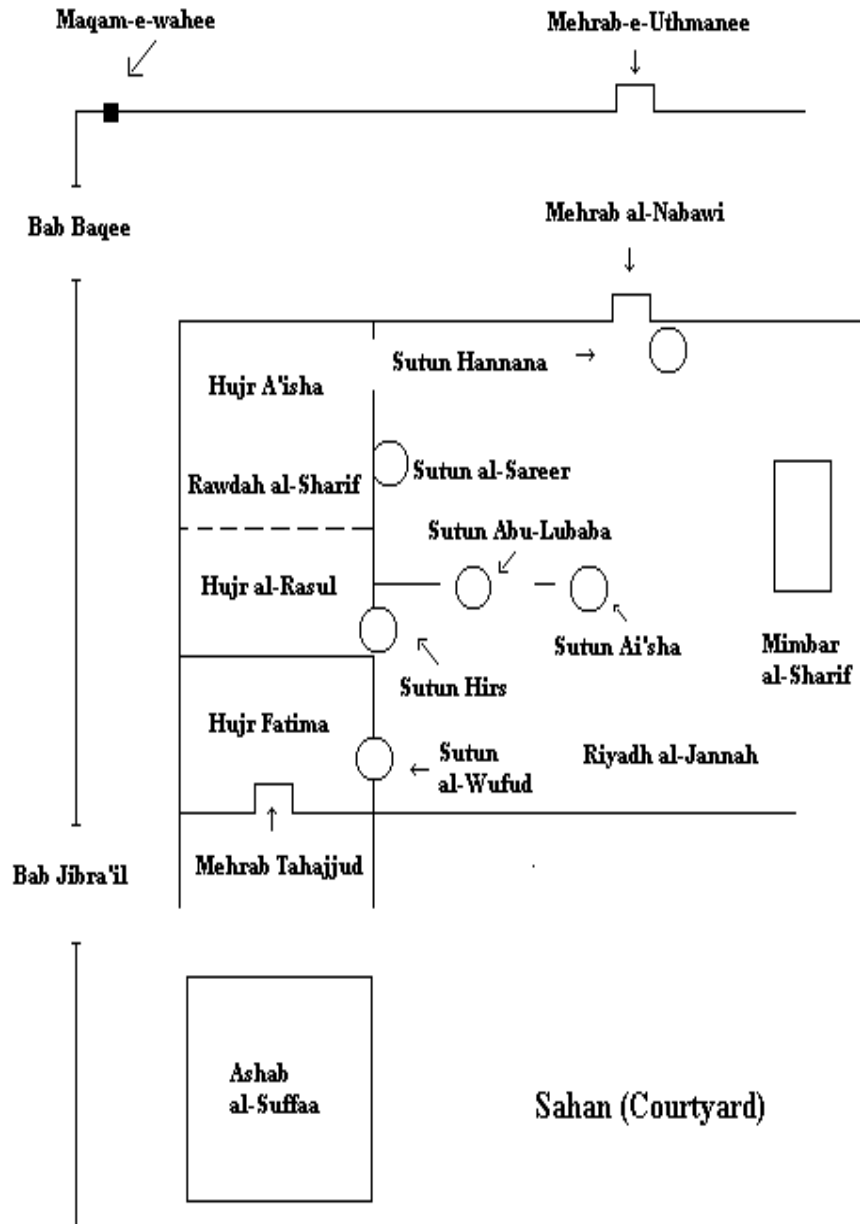 Maqam-e-wahee
Mehrab-e-Uthmanee
Mehrab al-Nabawi
Bab Baqee
Sutun Hannana
Hujr A'isha
Sutun al-Sareer
Rawdah al-Sharif
Sutun Abu-Lubaba
Hujr al-Rasul
Sutun Ai'sha
Mimbar
al-Sharif
Sutun Hirs
Hujr Fatima
Sutun
al-Wufud
Riyadh al-Jannah
Bab Jibra'il
Mehrab Tahajjud
Ashab
al-Suffaa
Sahan (Courtyard)